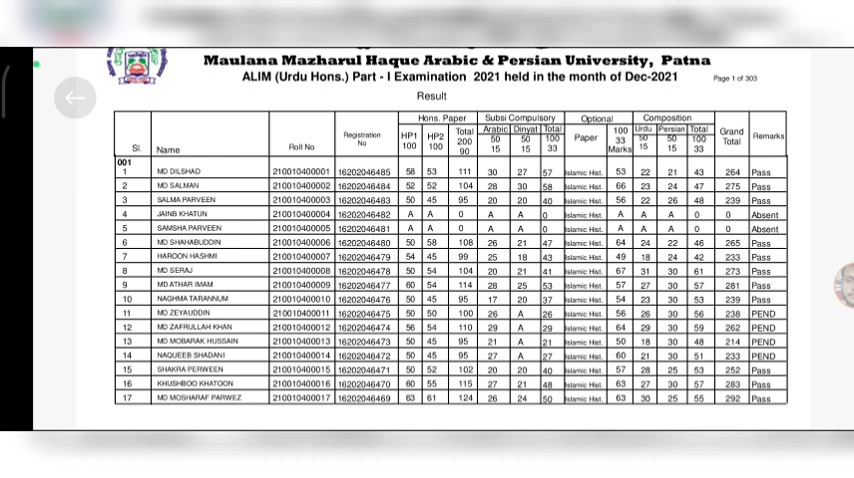 Maulana Mazharul Haque Arabic & Persian University, Patna
ALIM (Urdu Hons.) Part - I Examination 2021 held in the month of Dec-2021
Page 1 of 303
Result
Hons. Paper Subsi Compulsory Optional Composition
Sl. Name Roll No Registration No HP1 100 HP2 100 Total 200 90 Arabic 50 15 Dinyat 50 15 Total 100 33 Paper 100 33 Marks Urdu 50 15 Persian 50 15 Total 100 33 Grand Total Remarks
001
1 MD DILSHAD 210010400001 16202046485 58 53 111 30 27 57 Islamic Hist. 53 22 21 43 264 Pass
2 MD SALMAN 210010400002 16202046484 52 52 104 28 30 58 Islamic Hist. 66 23 24 47 275 Pass
3 SALMA PARVEEN 210010400003 16202046483 50 45 95 20 20 40 Islamic Hist. 56 22 26 48 239 Pass
4 JAINB KHATUN 210010400004 16202046482 A A 0 A A 0 Islamic Hist. A A A 0 0 Absent
5 SAMSHA PARVEEN 210010400005 16202046481 A A 0 A A 0 Islamic Hist. A A A 0 0 Absent
6 MD SHAHABUDDIN 210010400006 16202046480 50 58 108 26 21 47 Islamic Hist. 64 24 22 46 265 Pass
7 HAROON HASHMI 210010400007 16202046479 54 45 99 25 18 43 Islamic Hist. 49 18 24 42 233 Pass
8 MD SERAJ 210010400008 16202046478 50 54 104 20 21 41 Islamic Hist. 67 31 30 61 273 Pass
9 MD ATHAR IMAM 210010400009 16202046477 60 54 114 28 25 53 Islamic Hist. 57 27 30 57 281 Pass
10 NAGHMA TARANNUM 210010400010 16202046476 50 45 95 17 20 37 Islamic Hist. 54 23 30 53 239 Pass
11 MD ZEYAUDDIN 210010400011 16202046475 50 50 100 26 A 26 Islamic Hist. 56 26 30 56 238 PEND
12 MD ZAFRULLAH KHAN 210010400012 16202046474 56 54 110 29 A 29 Islamic Hist. 64 29 30 59 262 PEND
13 MD MOBARAK HUSSAIN 210010400013 16202046473 50 45 95 21 A 21 Islamic Hist. 50 18 30 48 214 PEND
14 NAQUEEB SHADANI 210010400014 16202046472 50 45 95 27 A 27 Islamic Hist. 60 21 30 51 233 PEND
15 SHAKRA PERWEEN 210010400015 16202046471 50 52 102 20 20 40 Islamic Hist. 57 28 25 53 252 Pass
16 KHUSHBOO KHATOON 210010400016 16202046470 60 55 115 27 21 48 Islamic Hist. 63 27 30 57 283 Pass
17 MD MOSHARAF PARWEZ 210010400017 16202046469 63 61 124 26 24 50 Islamic Hist. 63 30 25 55 292 Pass